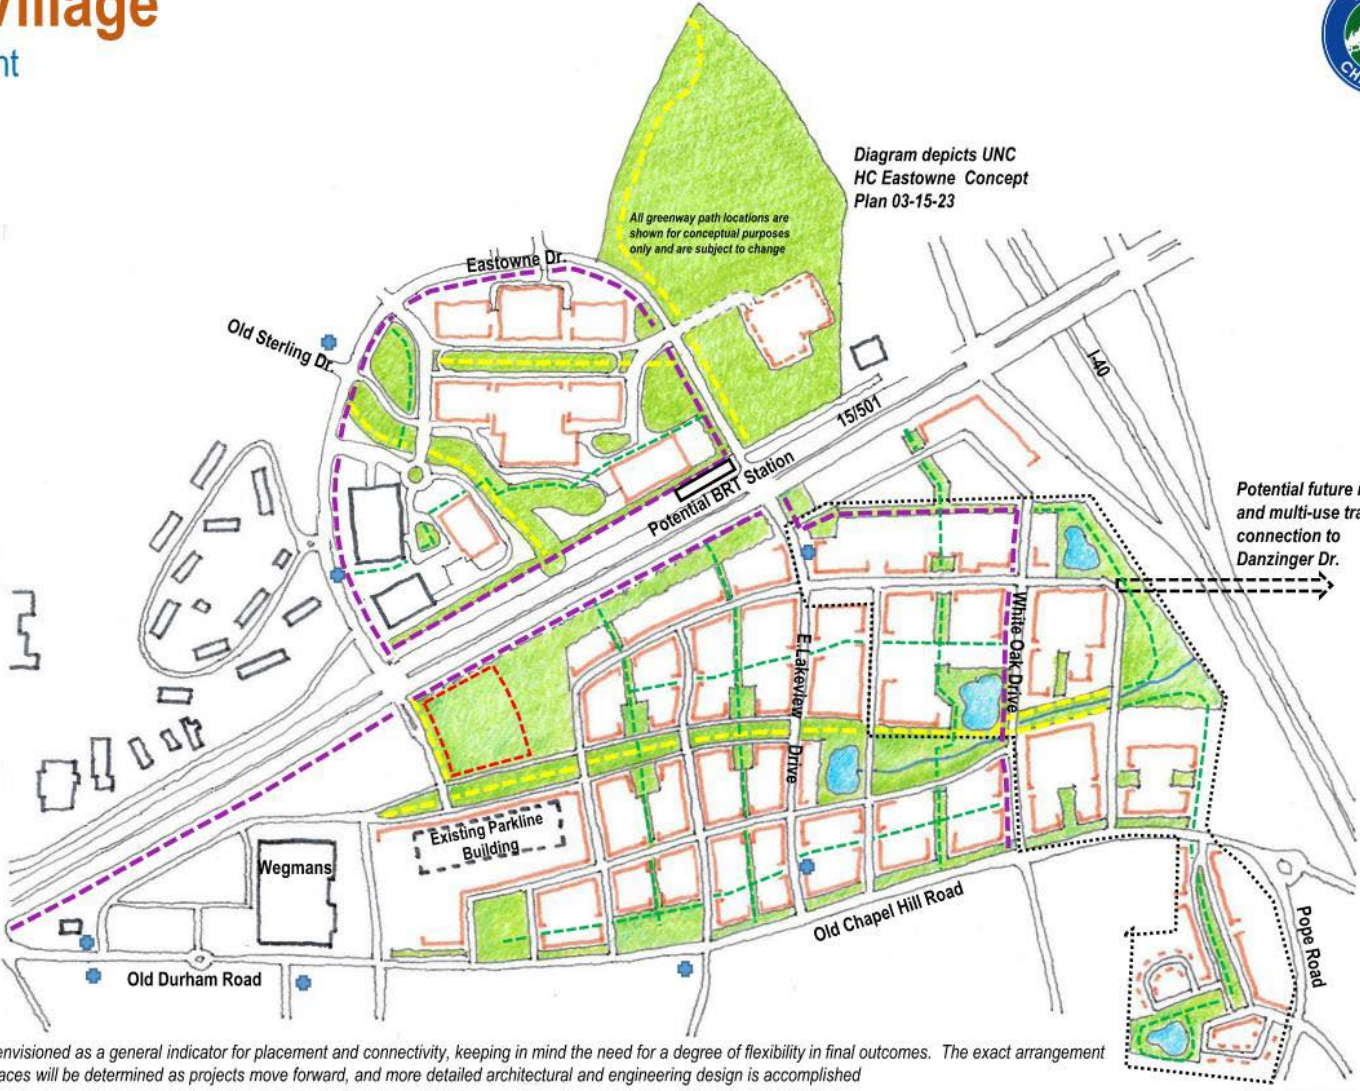 Village
Diagram depicts UNC
HC Eastowne Concept
Plan 03-15-23
All greenway path locations are
shown for conceptual purposes
only and are subject to change
Eastowne Dr.
Old Sterling Dr.
I-40
15/501
Potential BRT Station
Potential future
and multi-use
connection to
Danzinger Dr.
White Oak Drive
E Lakeview Drive
Existing Parkline
Building
Wegmans
Old Chapel Hill Road
Pope Road
Old Durham Road
envisioned as a general indicator for placement and connectivity, keeping in mind the need for a degree of flexibility in final outcomes. The exact arrangement
will be determined as projects move forward, and more detailed architectural and engineering design is accomplished